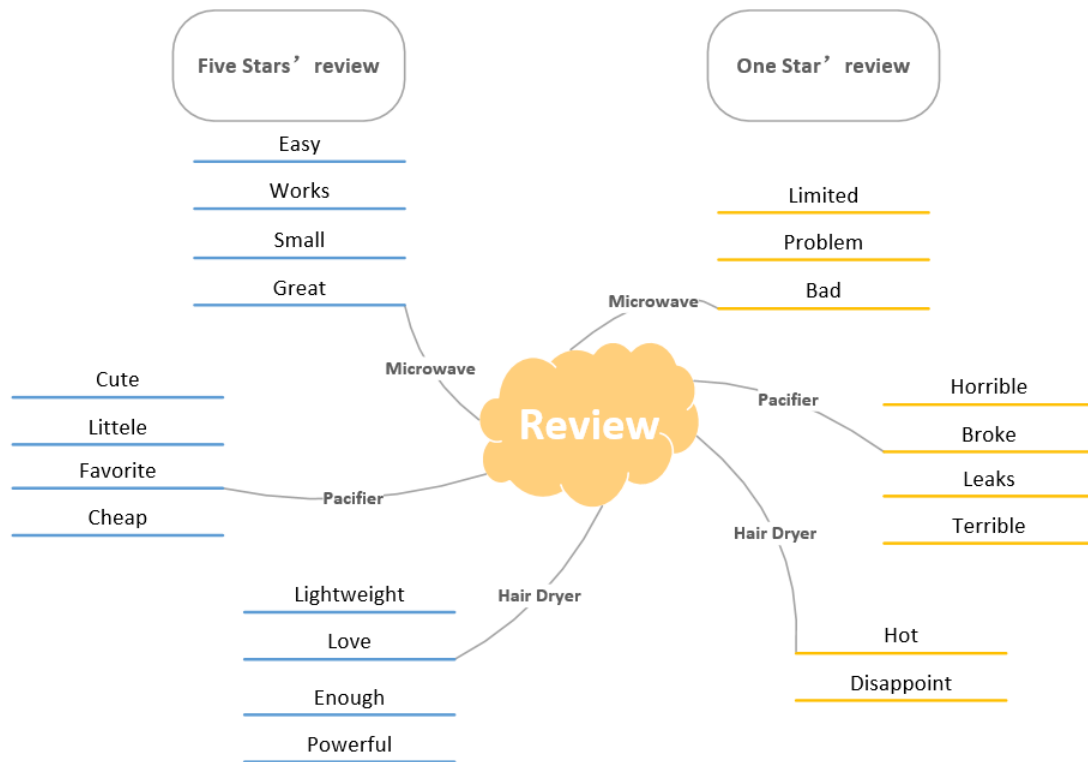 Five Stars’ review
One Star’ review
Easy
Works
Small
Great
Microwave
Limited
Problem
Bad
Microwave
Cute
Littele
Favorite
Cheap
Pacifier
Review
Pacifier
Horrible
Broke
Leaks
Terrible
Hair Dryer
Lightweight
Love
Enough
Powerful
Hair Dryer
Hot
Disappoint